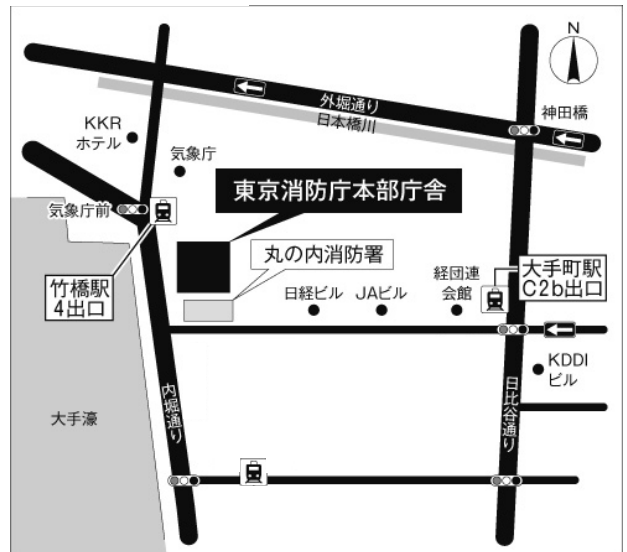 N
外堀通り
日本橋川
神田橋
KKR
ホテル
気象庁
東京消防庁本部庁舎
気象庁前
丸の内消防署
竹橋駅
4出口
日経ビル
JAビル
経団連
会館
大手町駅
C2b出口
KDDI
ビル
内堀通り
日比谷通り
大手濠